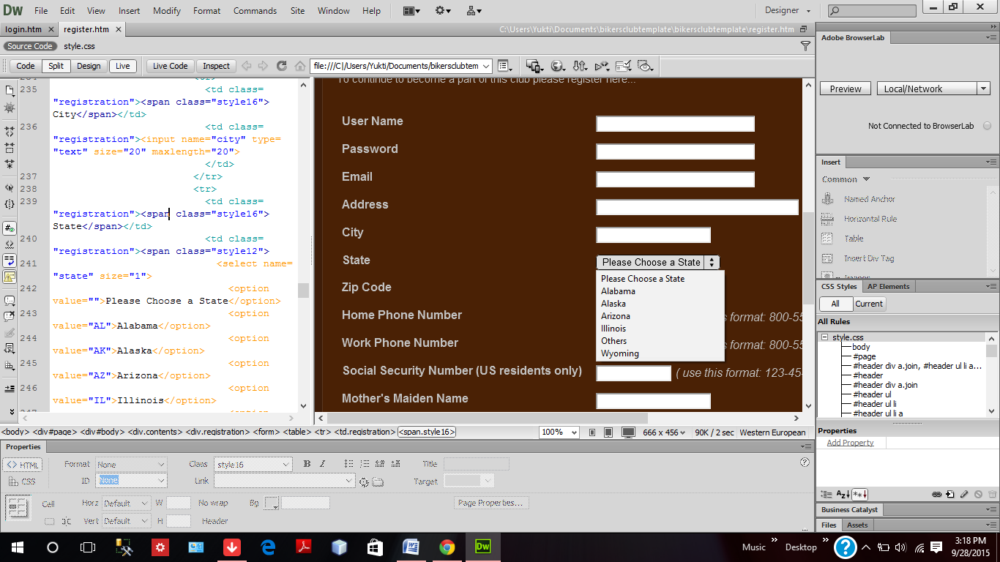 Dw File Edit View Insert Modify Format Commands Site Window Help Designer
login.htm register.htm C:\Users\Yukti\Documents\bikersclubtemplate\bikersclubtemplate\register.htm
Source Code style.css
Code Split Design Live Live Code Inspect file:///C|/Users/Yukti/Documents/bikersclubtem
235 <td class=
"registration"><span class="style16">
City</span></td>
236 <td class=
"registration"><input name="city" type=
"text" size="20" maxlength="20">
</td>
237 </tr>
238 <tr>
239 <td class=
"registration"><span class="style16">
State</span></td>
240 <td class=
"registration"><span class="style12">
241 <select name=
"state" size="1">
242 <option
value="">Please Choose a State</option>
243 <option
value="AL">Alabama</option>
244 <option
value="AK">Alaska</option>
245 <option
value="AZ">Arizona</option>
246 <option
value="IL">Illinois</option>
To continue to become a part of this club please register here...
User Name
Password
Email
Address
City
State Please Choose a State
Please Choose a State
Alabama
Alaska
Arizona
Illinois
Others
Wyoming
Zip Code
Home Phone Number format: 800-55
Work Phone Number format: 800-55
Social Security Number (US residents only) ( use this format: 123-45-
Mother's Maiden Name
<body> <div#page> <div#body> <div.contents> <div.registration> <form> <table> <tr> <td.registration> <span.style16> 100% 666 x 456 90K / 2 sec Western European
Properties
<> HTML Format None Class style16 B I Title
CSS ID None Link Target
Cell Horz Default W No wrap Bg Page Properties...
Vert Default H Header
Adobe BrowserLab
Preview Local/Network
Not Connected to BrowserLab
Insert
Common
Named Anchor
Horizontal Rule
Table
Insert Div Tag
CSS Styles AP Elements
All Current
All Rules
style.css
body
#page
#header div a.join, #header ul li a...
#header
#header div a.join
#header ul
#header ul li
#header ul li a
Properties
Add Property
Business Catalyst
Files Assets
Music Desktop 3:18 PM
9/28/2015